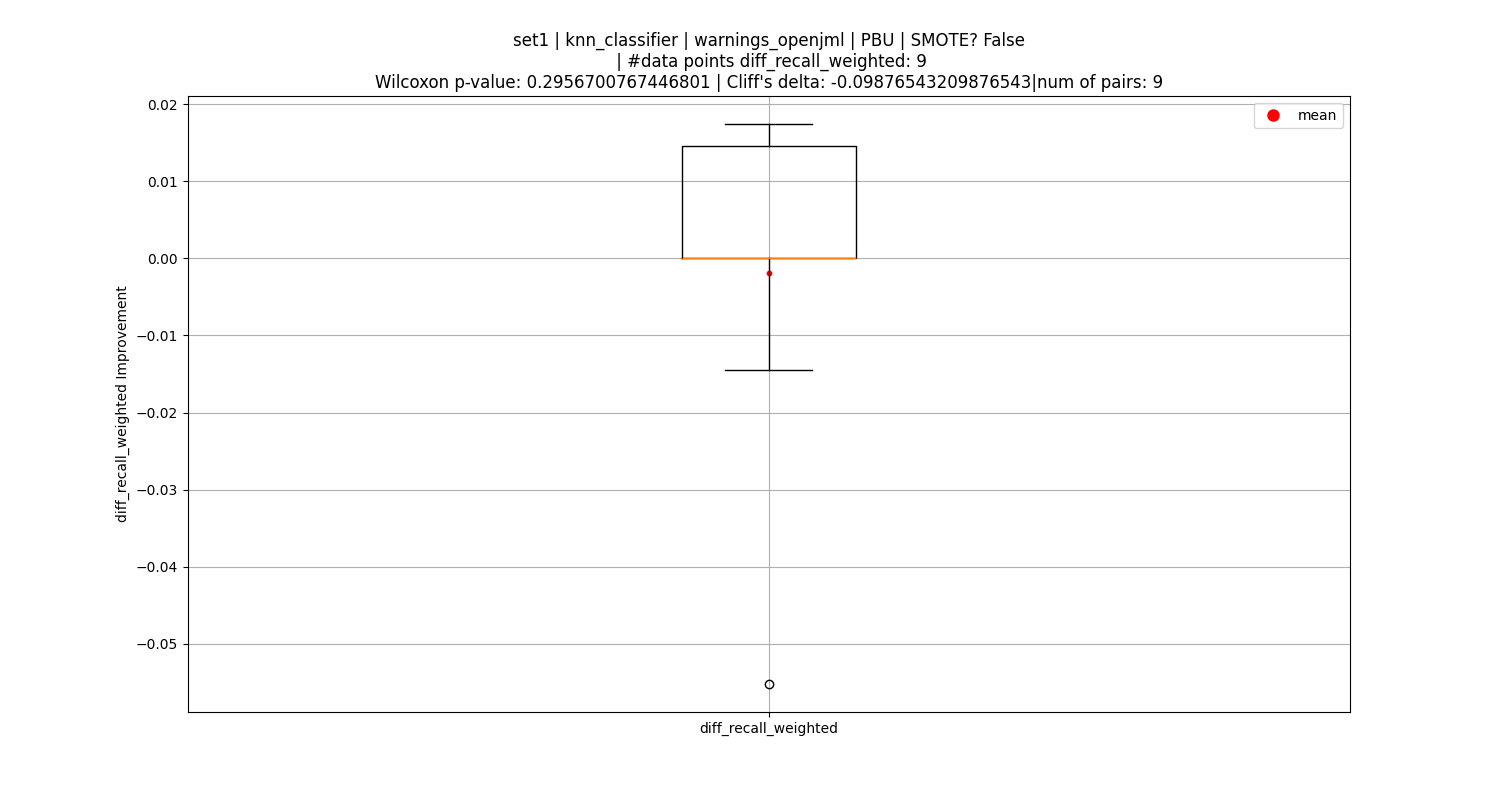 set1 | knn_classifier | warnings_openjml | PBU | SMOTE? False
| #data points diff_recall_weighted: 9
Wilcoxon p-value: 0.2956700767446801 | Cliff's delta: -0.09876543209876543|num of pairs: 9
mean
0.02
0.01
0.00
−0.01
−0.02
−0.03
−0.04
−0.05
diff_recall_weighted Improvement
diff_recall_weighted